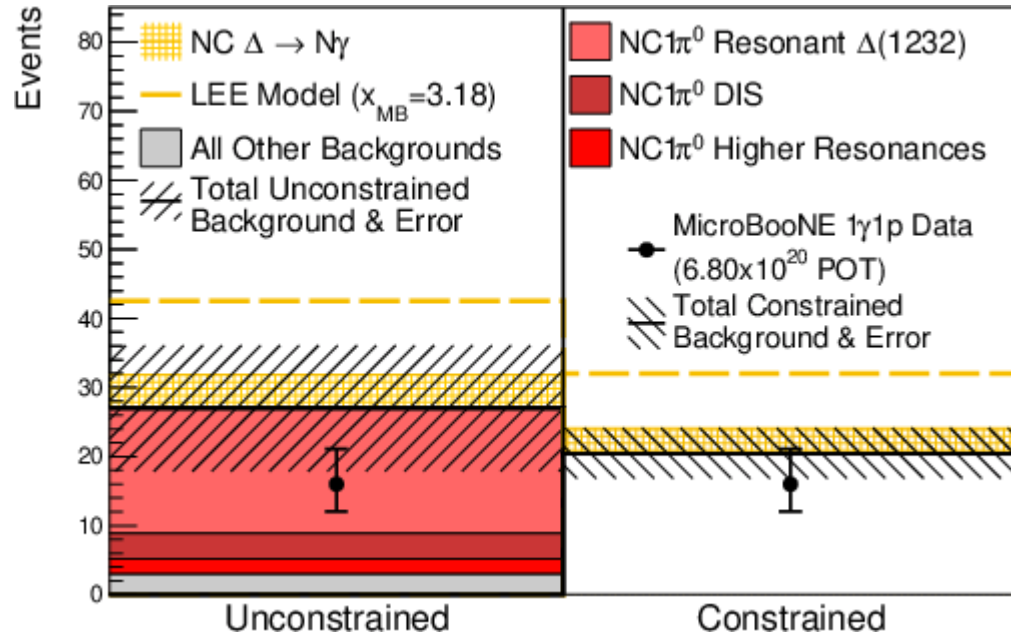 Events
80
70
60
50
40
30
20
10
0
NC Δ → Nγ
LEE Model (x_MB=3.18)
All Other Backgrounds
Total Unconstrained
Background & Error
NC1π⁰ Resonant Δ(1232)
NC1π⁰ DIS
NC1π⁰ Higher Resonances
MicroBooNE 1γ1p Data
(6.80x10²⁰ POT)
Total Constrained
Background & Error
Unconstrained
Constrained